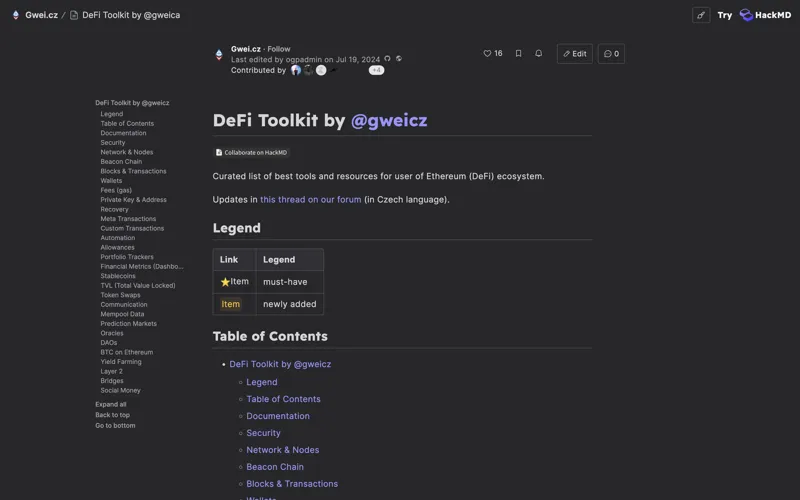 Gwei.cz / DeFi Toolkit by @gweica
Try HackMD
Gwei.cz · Follow
Last edited by ogpadmin on Jul 19, 2024
Contributed by +4
16
Edit
0
DeFi Toolkit by @gweicz
Legend
Table of Contents
Documentation
Security
Network & Nodes
Beacon Chain
Blocks & Transactions
Wallets
Fees (gas)
Private Key & Address
Recovery
Meta Transactions
Custom Transactions
Automation
Allowances
Portfolio Trackers
Financial Metrics (Dashbo...
Stablecoins
TVL (Total Value Locked)
Token Swaps
Communication
Mempool Data
Prediction Markets
Oracles
DAOs
BTC on Ethereum
Yield Farming
Layer 2
Bridges
Social Money
Expand all
Back to top
Go to bottom
DeFi Toolkit by @gweicz
Collaborate on HackMD
Curated list of best tools and resources for user of Ethereum (DeFi) ecosystem.
Updates in this thread on our forum (in Czech language).
Legend
Link Legend
⭐Item must-have
Item newly added
Table of Contents
• DeFi Toolkit by @gweicz
◦ Legend
◦ Table of Contents
◦ Documentation
◦ Security
◦ Network & Nodes
◦ Beacon Chain
◦ Blocks & Transactions
◦ Wallets